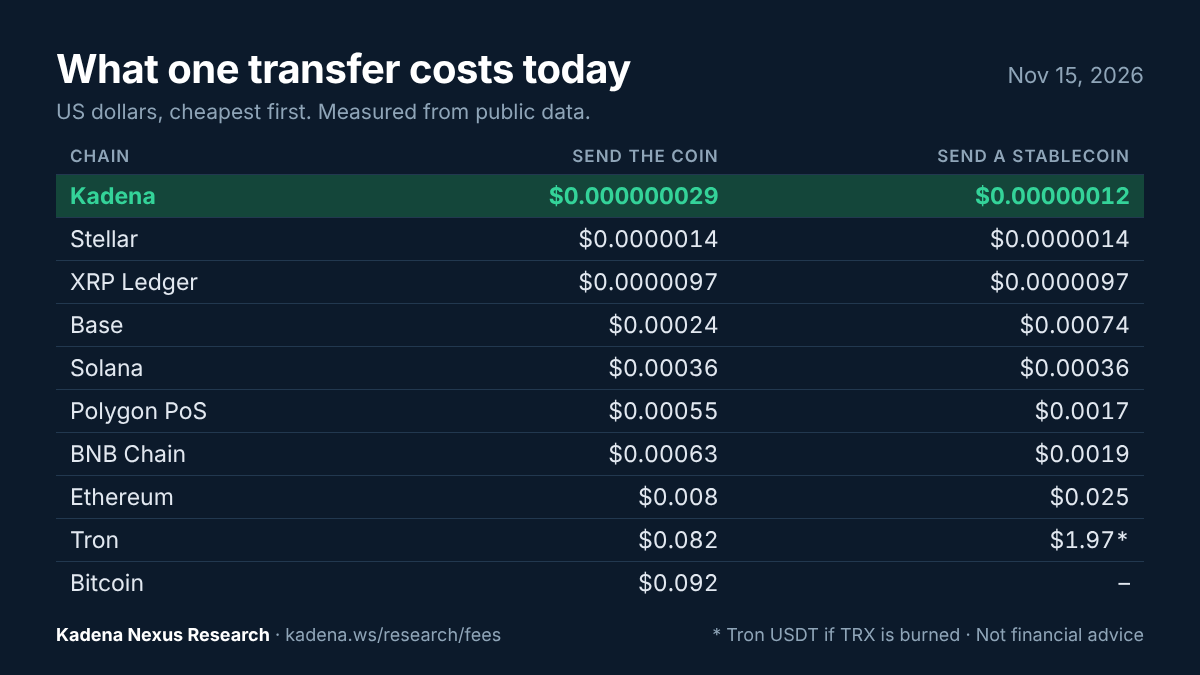 What one transfer costs today
Nov 15, 2026
US dollars, cheapest first. Measured from public data.
CHAIN SEND THE COIN SEND A STABLECOIN
Kadena $0.000000029 $0.00000012
Stellar $0.0000014 $0.0000014
XRP Ledger $0.0000097 $0.0000097
Base $0.00024 $0.00074
Solana $0.00036 $0.00036
Polygon PoS $0.00055 $0.0017
BNB Chain $0.00063 $0.0019
Ethereum $0.008 $0.025
Tron $0.082 $1.97*
Bitcoin $0.092 –
Kadena Nexus Research · kadena.ws/research/fees
* Tron USDT if TRX is burned · Not financial advice